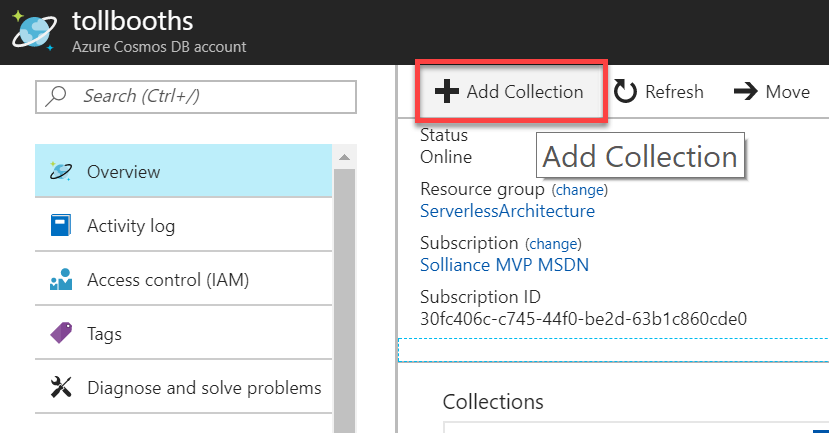 tollbooths
Azure Cosmos DB account
Search (Ctrl+/)
Overview
Activity log
Access control (IAM)
Tags
Diagnose and solve problems
Add Collection
Refresh
Move
Status
Online
Add Collection
Resource group (change)
ServerlessArchitecture
Subscription (change)
Solliance MVP MSDN
Subscription ID
30fc406c-c745-44f0-be2d-63b1c860cde0
Collections